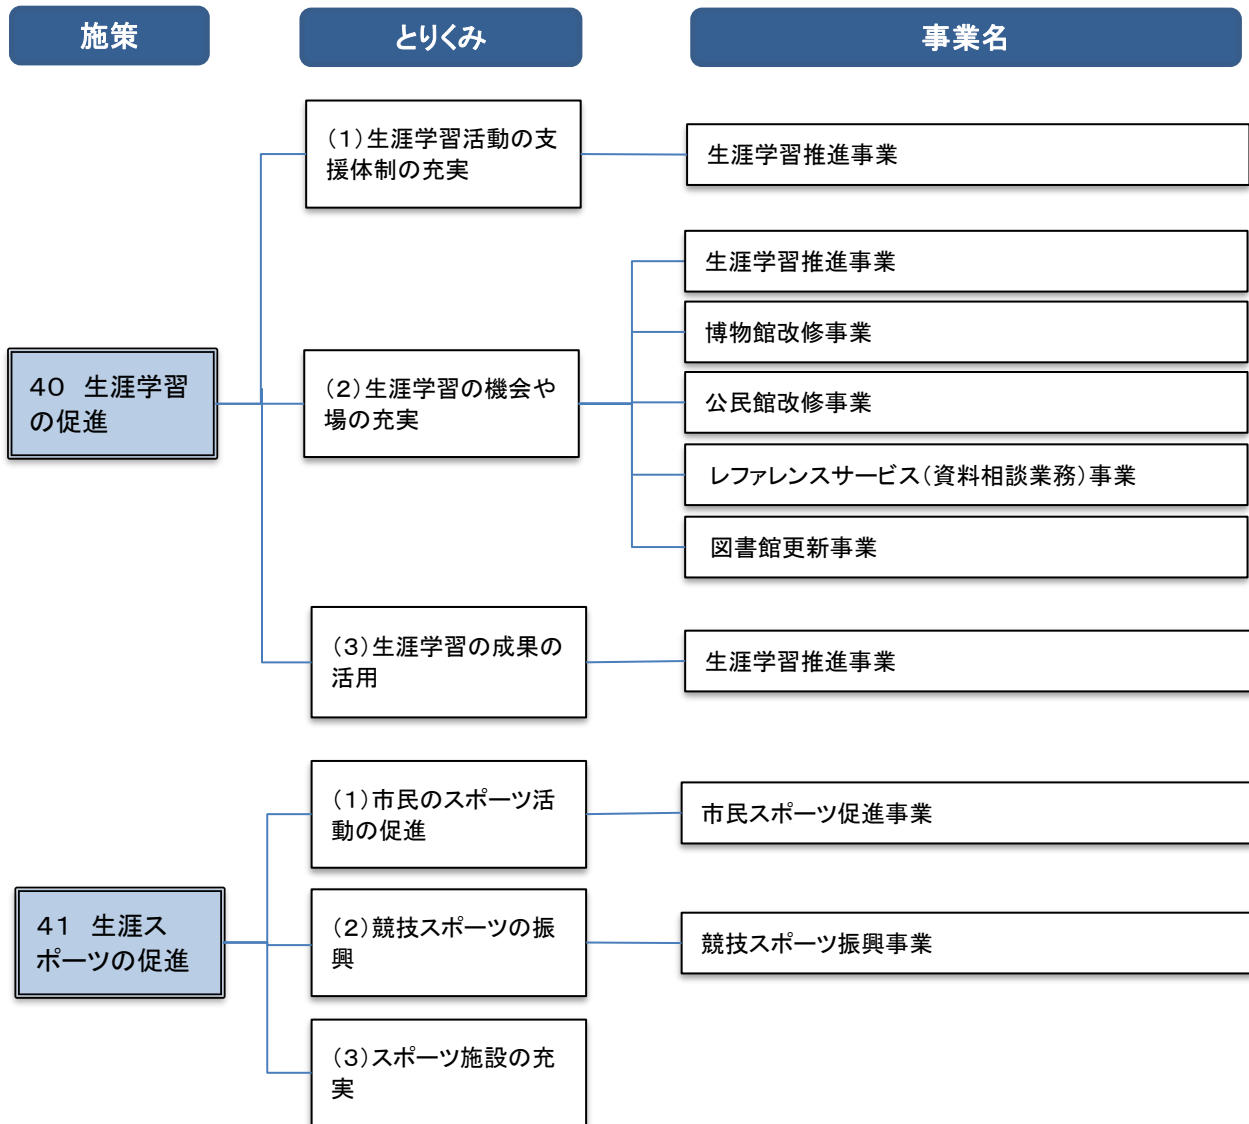 施策
とりくみ
事業名
40　生涯学習
の促進
（１）生涯学習活動の支
援体制の充実
生涯学習推進事業
（２）生涯学習の機会や
場の充実
生涯学習推進事業
博物館改修事業
公民館改修事業
レファレンスサービス（資料相談業務）事業
図書館更新事業
（３）生涯学習の成果の
活用
生涯学習推進事業
41　生涯ス
ポーツの促進
（１）市民のスポーツ活
動の促進
市民スポーツ促進事業
（２）競技スポーツの振
興
競技スポーツ振興事業
（３）スポーツ施設の充
実